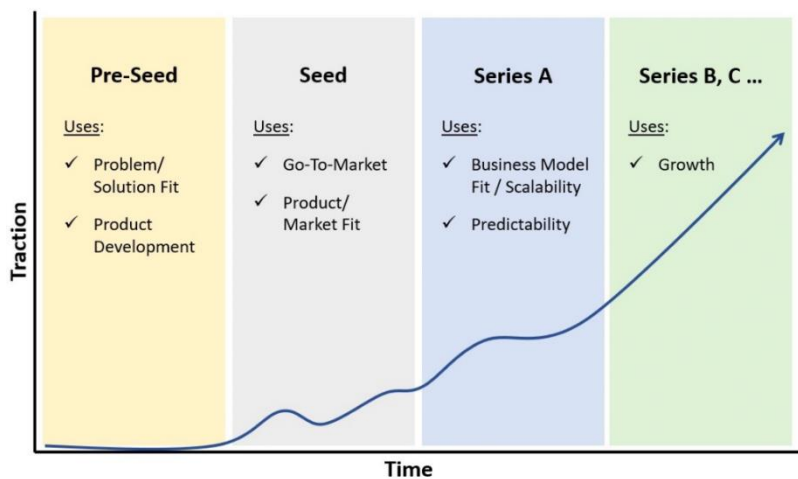 Pre-Seed
Uses:
✓ Problem/
Solution Fit
✓ Product
Development
Seed
Uses:
✓ Go-To-Market
✓ Product/
Market Fit
Series A
Uses:
✓ Business Model
Fit / Scalability
✓ Predictability
Series B, C ...
Uses:
✓ Growth
Traction
Time